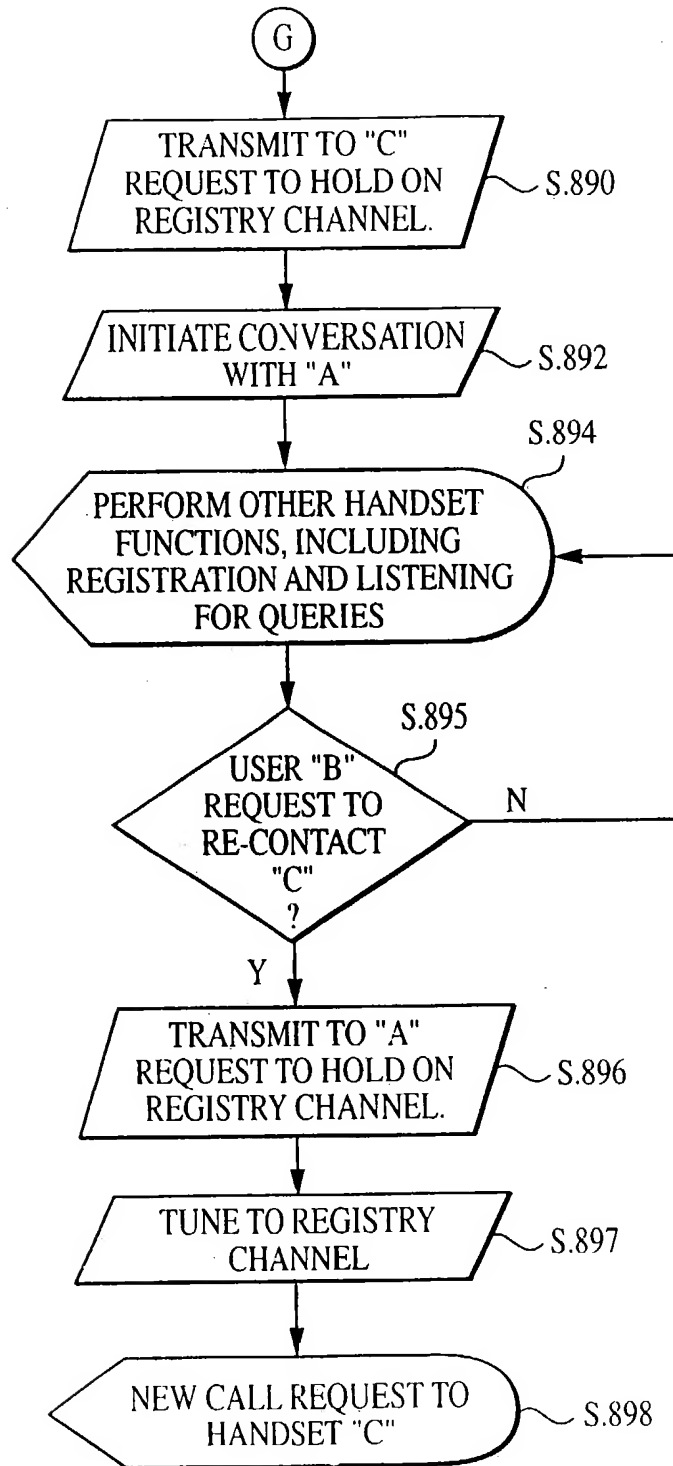 G
TRANSMIT TO "C"
REQUEST TO HOLD ON
REGISTRY CHANNEL.
S.890
INITIATE CONVERSATION
WITH "A"
S.892
S.894
PERFORM OTHER HANDSET
FUNCTIONS, INCLUDING
REGISTRATION AND LISTENING
FOR QUERIES
S.895
USER "B"
REQUEST TO
RE-CONTACT
"C"
?
N
Y
TRANSMIT TO "A"
REQUEST TO HOLD ON
REGISTRY CHANNEL.
S.896
TUNE TO REGISTRY
CHANNEL
S.897
NEW CALL REQUEST TO
HANDSET "C"
S.898